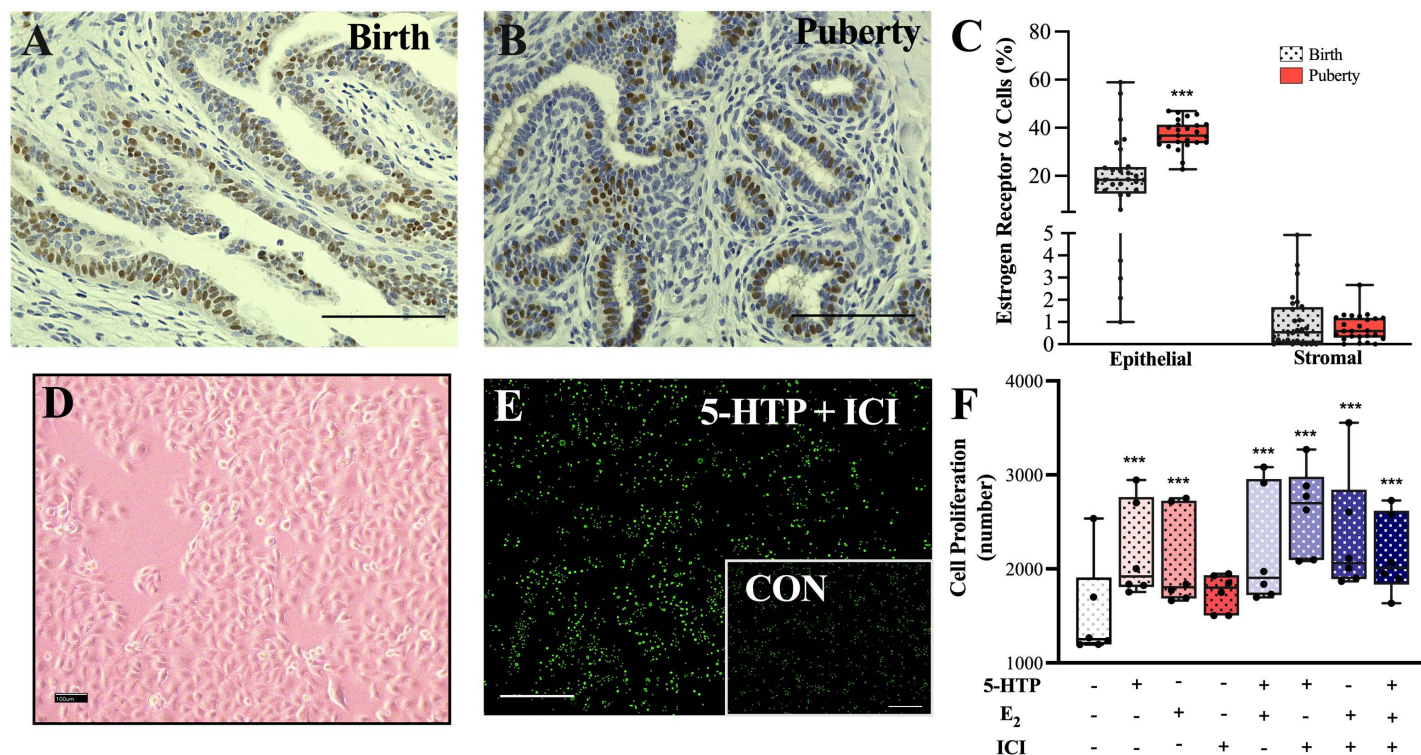 A
Birth
B
Puberty
C
Estrogen Receptor α Cells (%)
80
60
40
20
5
4
3
2
1
0
Birth
Puberty
***
Epithelial
Stromal
D
100um
E
5-HTP + ICI
CON
F
Cell Proliferation
(number)
4000
3000
2000
1000
***
***
***
***
***
***
5-HTP - + - - + + - +
E2 - - + - + - + +
ICI - - - + - + + +